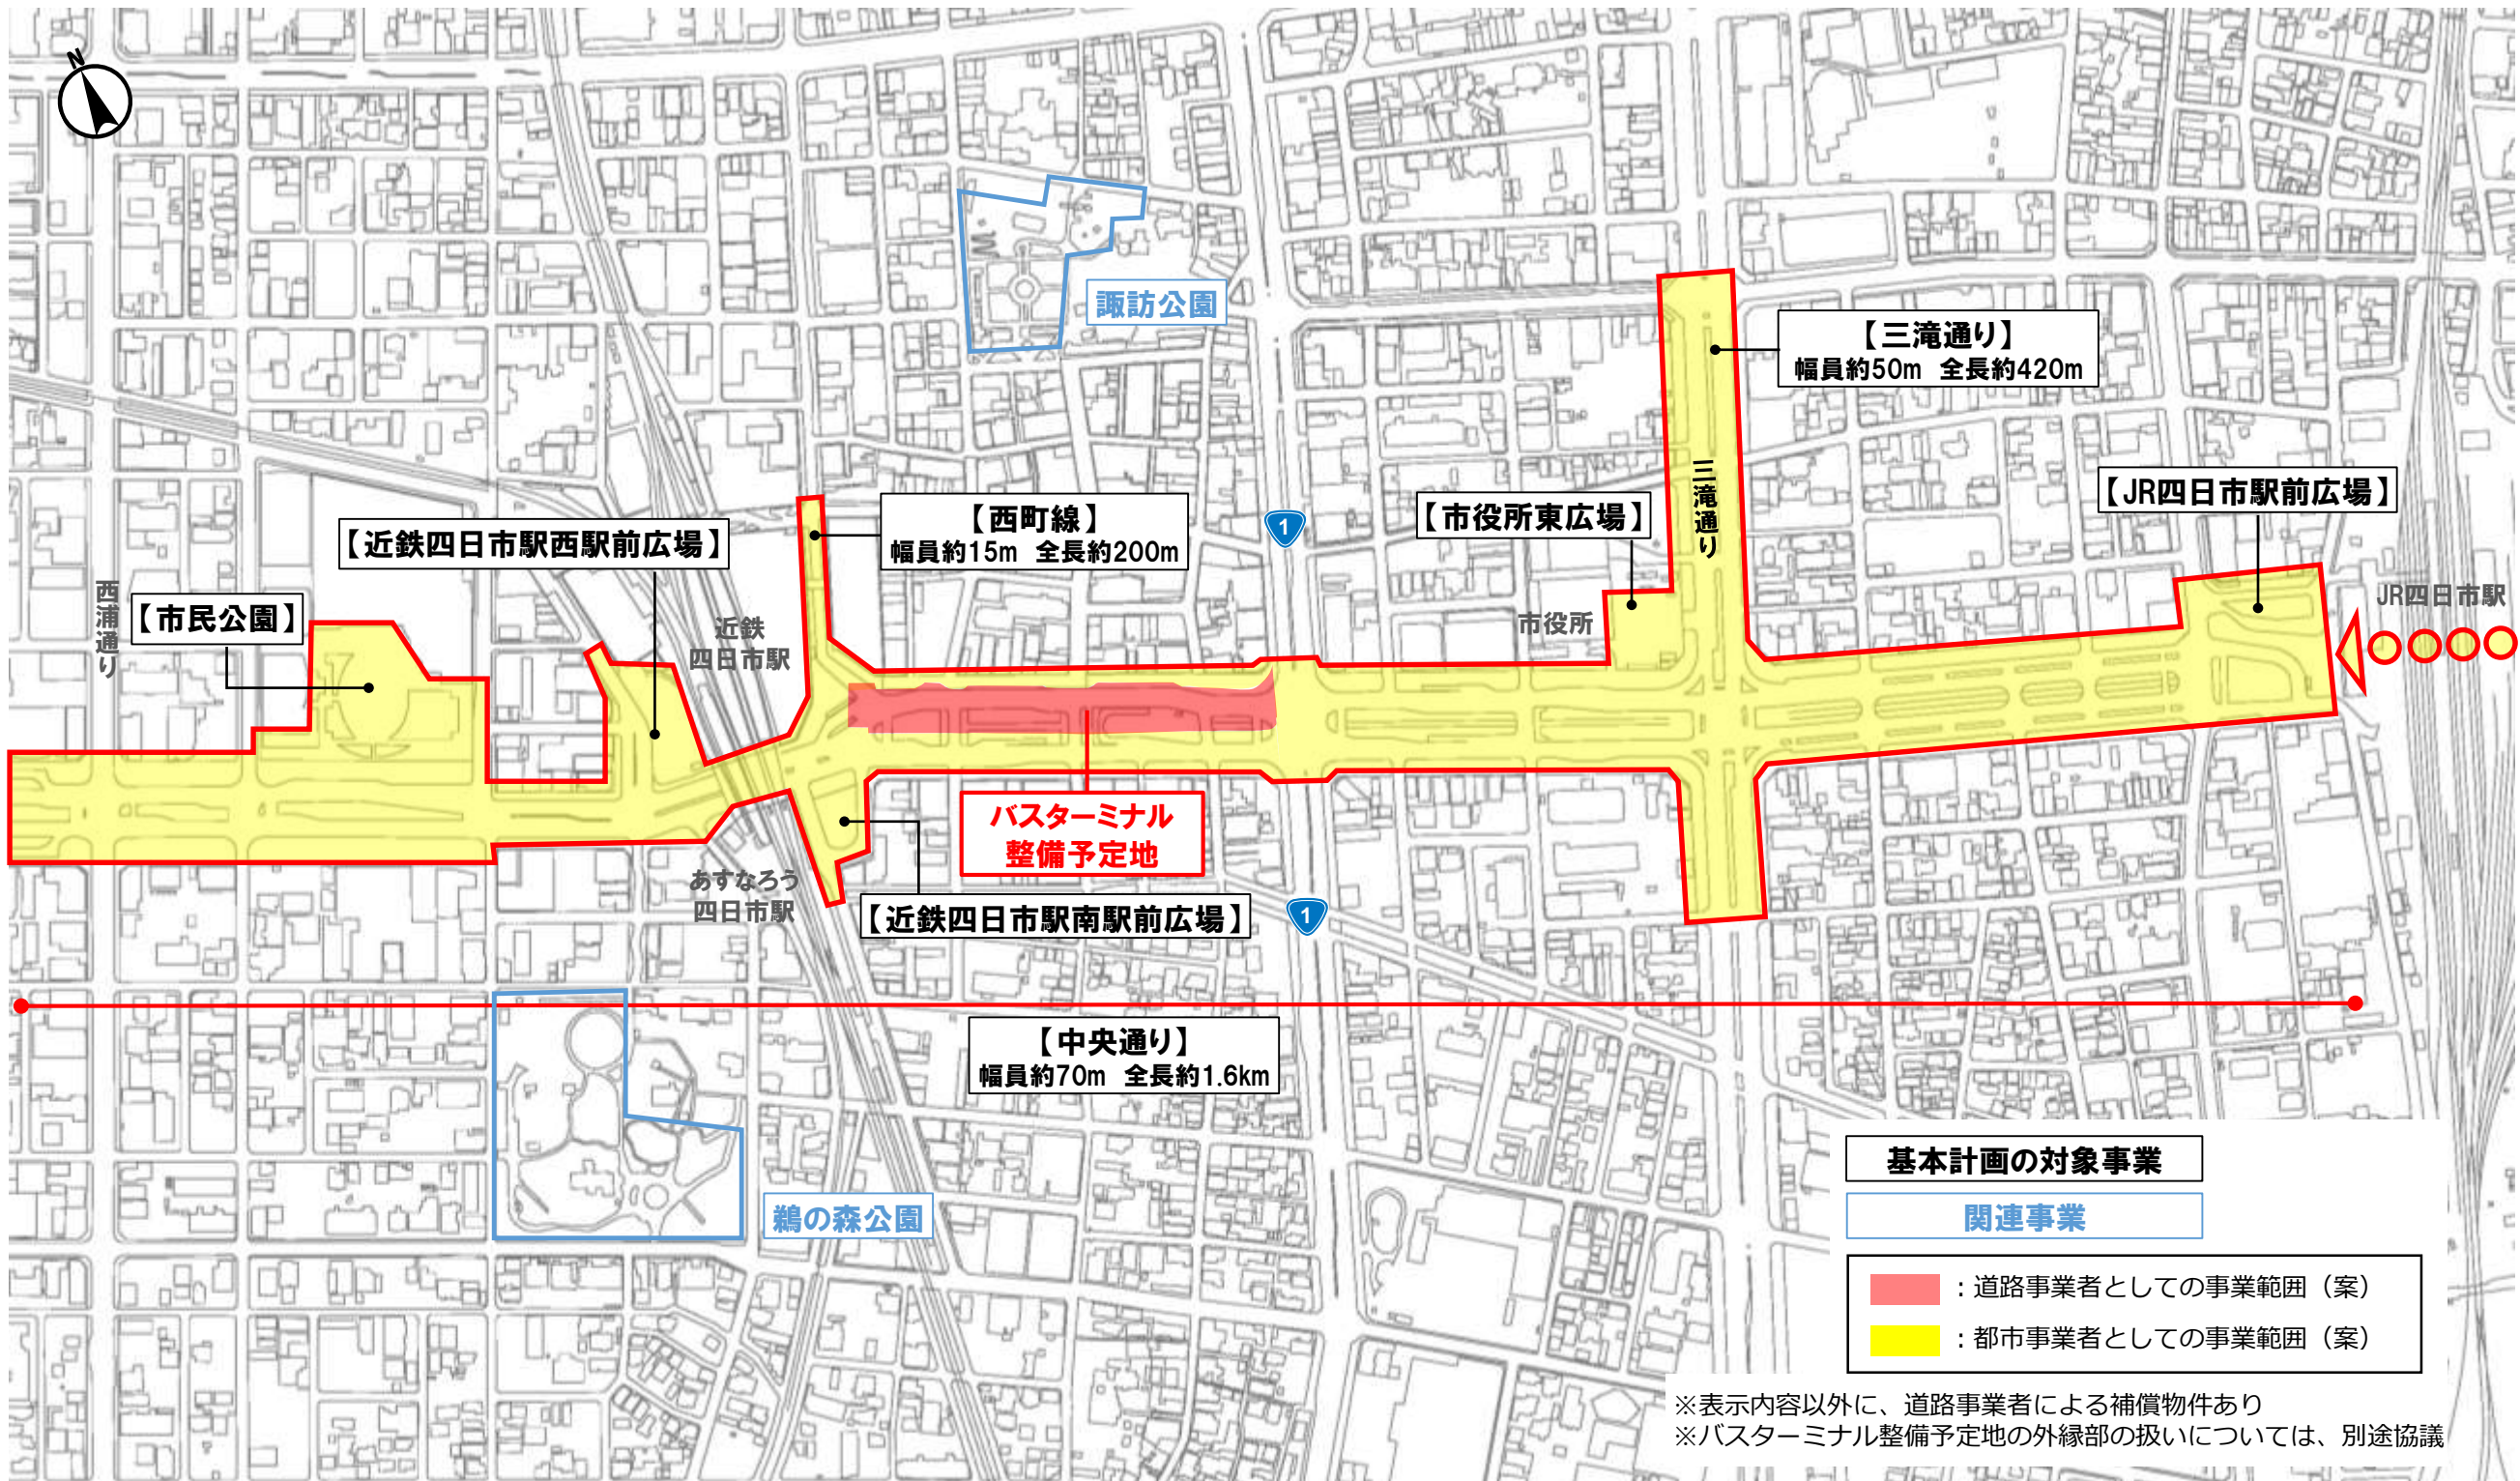 N
諏訪公園
【三滝通り】
幅員約50m 全長約420m
三滝通り
【JR四日市駅前広場】
【西町線】
幅員約15m 全長約200m
1
【市役所東広場】
【近鉄四日市駅西駅前広場】
西浦通り
【市民公園】
近鉄
四日市駅
市役所
JR四日市駅
バスターミナル
整備予定地
あすなろう
四日市駅
【近鉄四日市駅南駅前広場】
1
【中央通り】
幅員約70m 全長約1.6km
鵜の森公園
基本計画の対象事業
関連事業
：道路事業者としての事業範囲（案）
：都市事業者としての事業範囲（案）
※表示内容以外に、道路事業者による補償物件あり
※バスターミナル整備予定地の外縁部の扱いについては、別途協議